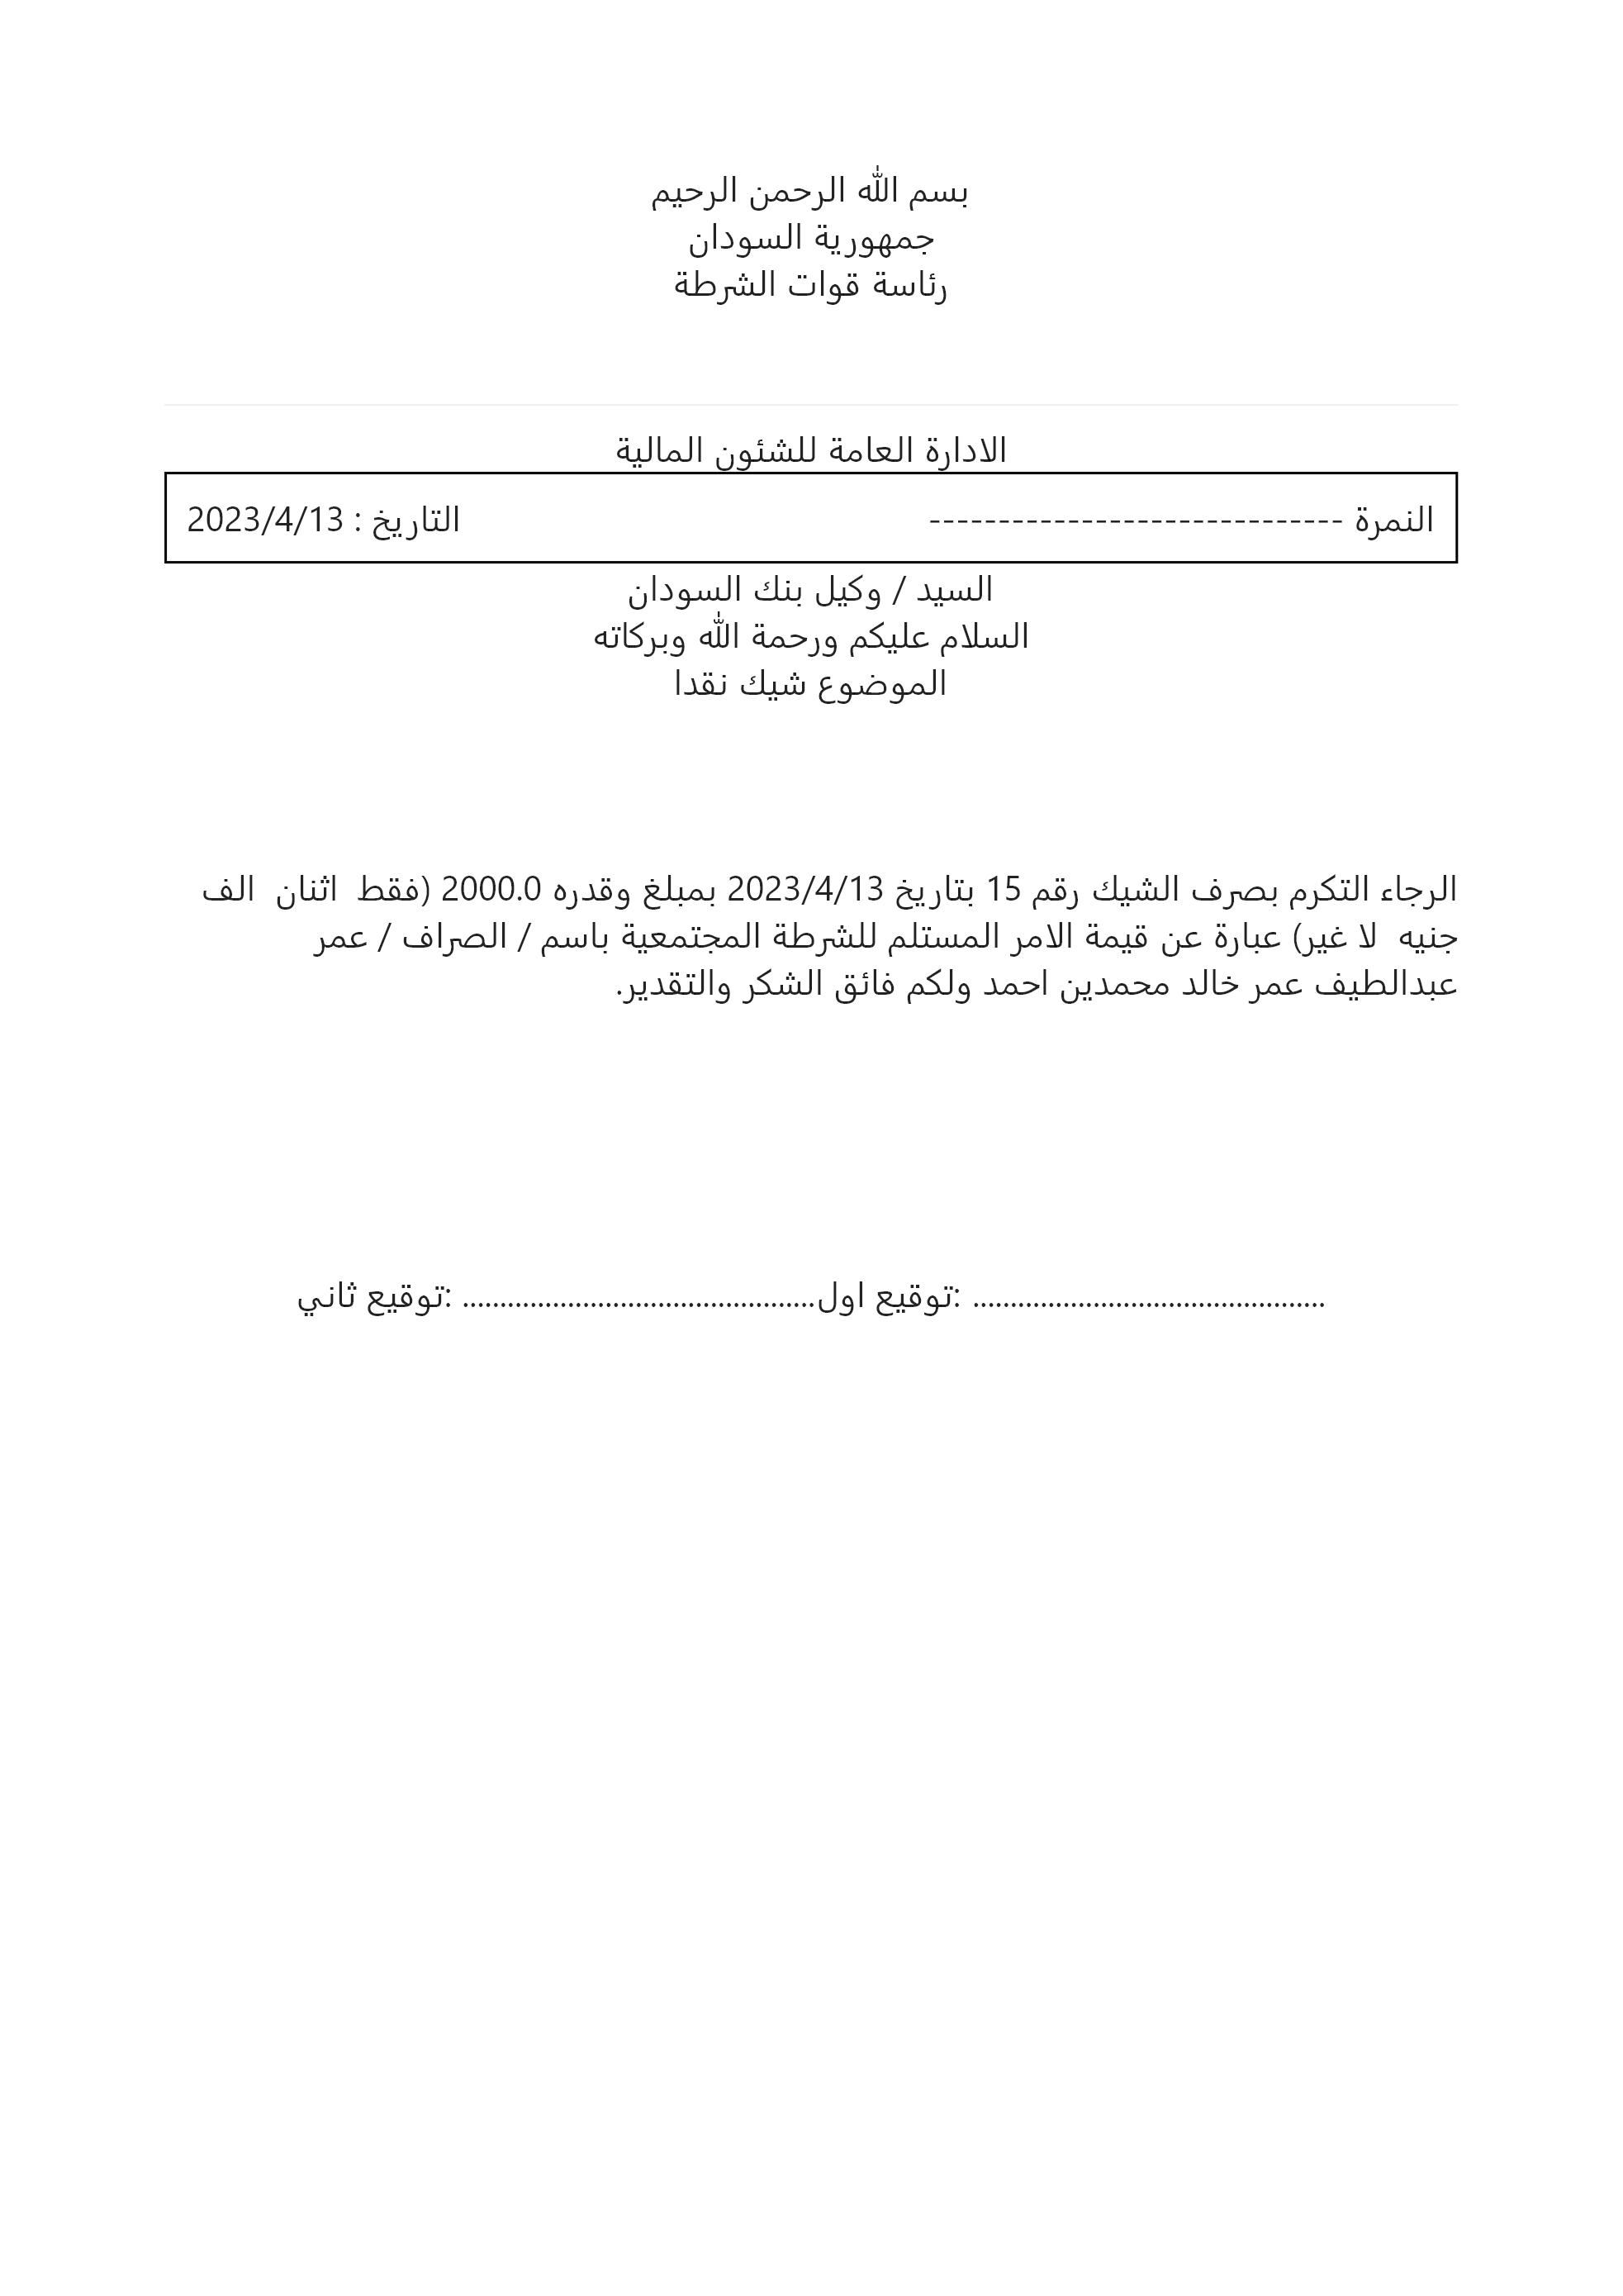 بسم الله الرحمن الرحيم
جمهورية السودان
رئاسة قوات الشرطة
الادارة العامة للشئون المالية
النمرة ------------------------------ التاريخ : 2023/4/13
السيد / وكيل بنك السودان
السلام عليكم ورحمة الله وبركاته
الموضوع شيك نقدا
الرجاء التكرم بصرف الشيك رقم 15 بتاريخ 2023/4/13 بمبلغ وقدره 2000.0 (فقط  اثنان  الف
جنيه  لا غير) عبارة عن قيمة الامر المستلم للشرطة المجتمعية باسم / الصراف / عمر
عبدالطيف عمر خالد محمدين احمد ولكم فائق الشكر والتقدير.
توقيع اول: ............................................... توقيع ثاني: ...............................................